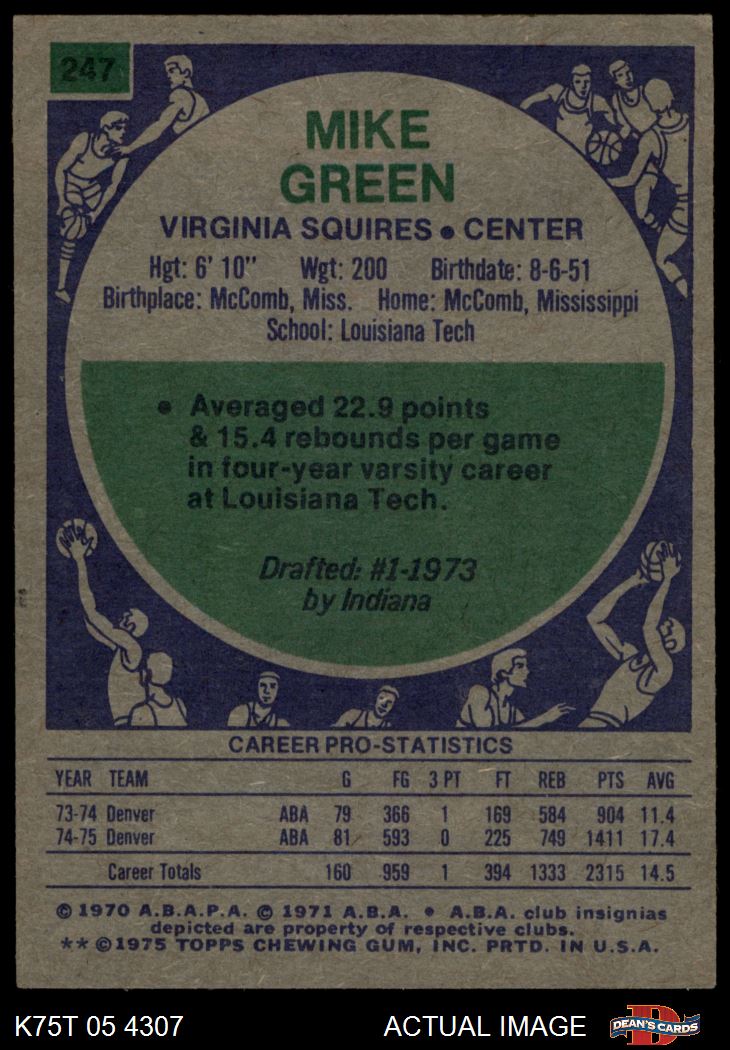 247
MIKE
GREEN
VIRGINIA SQUIRES • CENTER
Hgt: 6' 10" Wgt: 200 Birthdate: 8-6-51
Birthplace: McComb, Miss. Home: McComb, Mississippi
School: Louisiana Tech
• Averaged 22.9 points
& 15.4 rebounds per game
in four-year varsity career
at Louisiana Tech.
Drafted: #1-1973
by Indiana
CAREER PRO-STATISTICS
YEAR TEAM G FG 3 PT FT REB PTS AVG
73-74 Denver ABA 79 366 1 169 584 904 11.4
74-75 Denver ABA 81 593 0 225 749 1411 17.4
Career Totals 160 959 1 394 1333 2315 14.5
© 1970 A.B.A.P.A. © 1971 A.B.A. • A.B.A. club insignias
depicted are property of respective clubs.
** © 1975 TOPPS CHEWING GUM, INC. PRTD. IN U.S.A.
K75T 05 4307 ACTUAL IMAGE DEAN'S CARDS